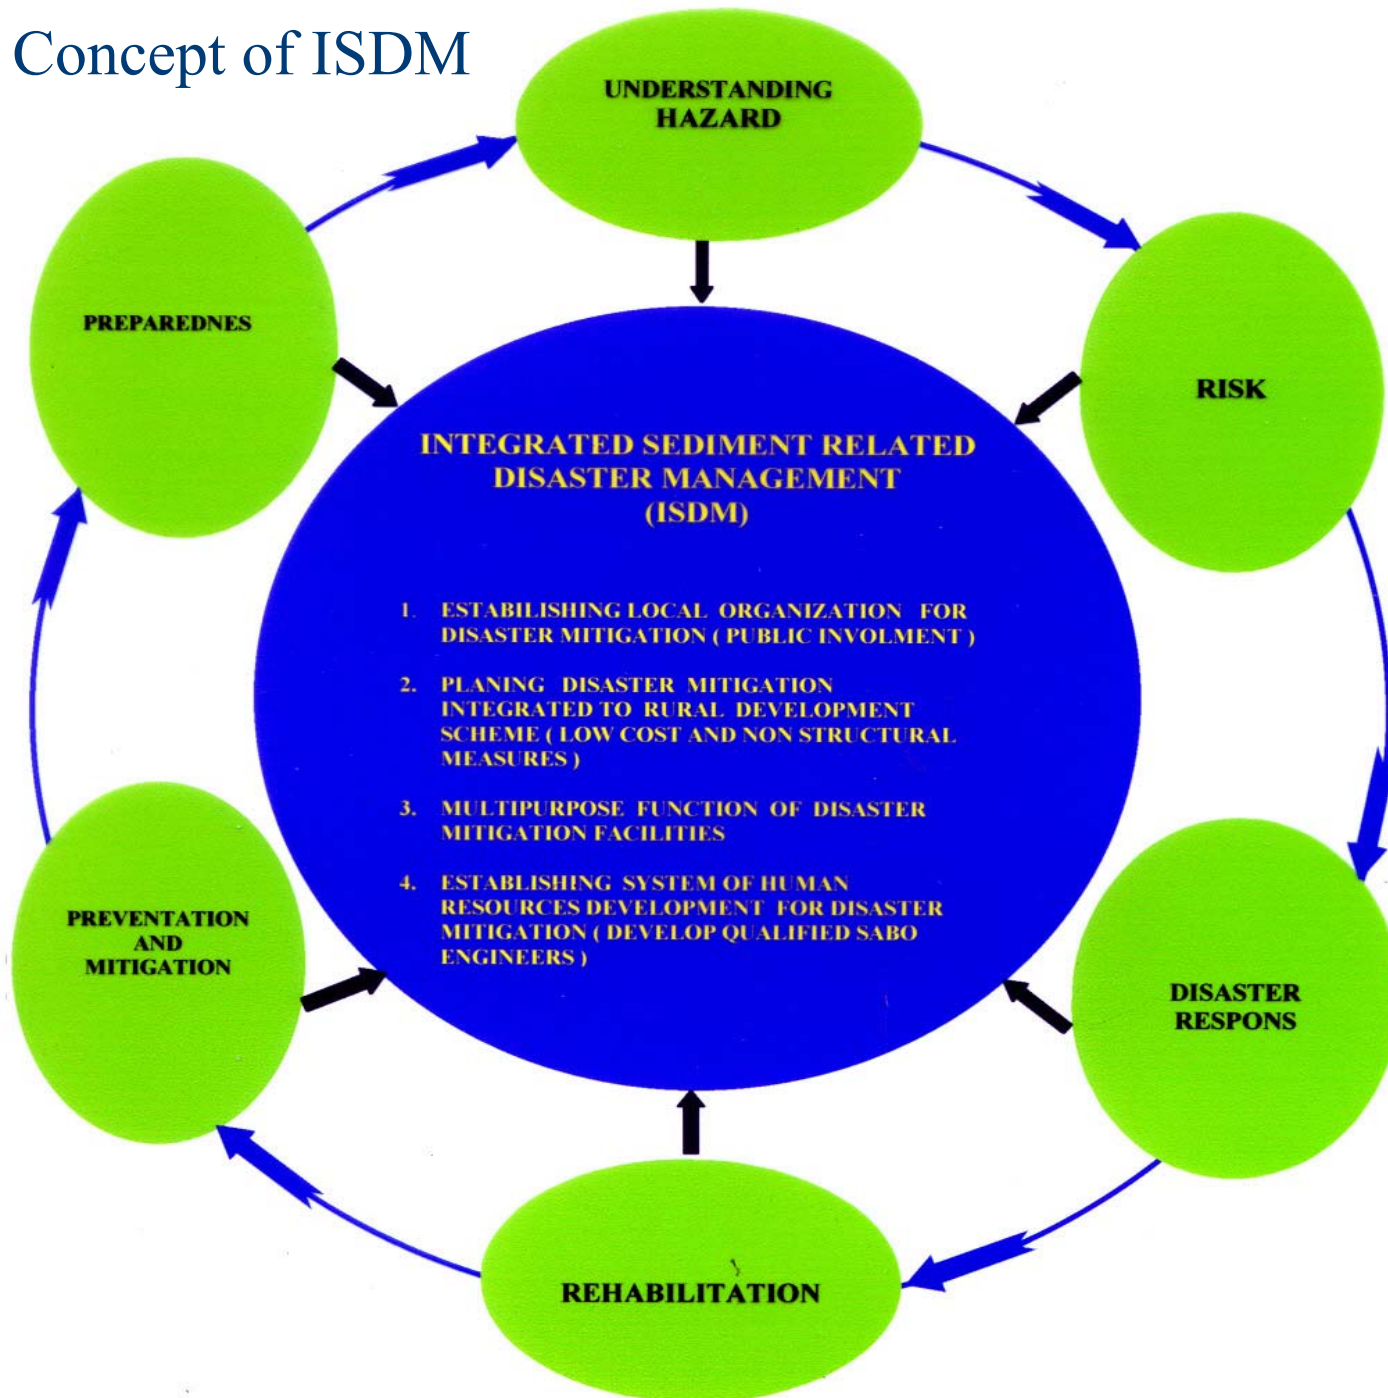 Concept of ISDM
UNDERSTANDING
HAZARD
PREPAREDNES
RISK
INTEGRATED SEDIMENT RELATED
DISASTER MANAGEMENT
(ISDM)
1. ESTABILISHING LOCAL ORGANIZATION FOR
DISASTER MITIGATION ( PUBLIC INVOLMENT )
2. PLANING DISASTER MITIGATION
INTEGRATED TO RURAL DEVELOPMENT
SCHEME ( LOW COST AND NON STRUCTURAL
MEASURES )
3. MULTIPURPOSE FUNCTION OF DISASTER
MITIGATION FACILITIES
4. ESTABLISHING SYSTEM OF HUMAN
RESOURCES DEVELOPMENT FOR DISASTER
MITIGATION ( DEVELOP QUALIFIED SABO
ENGINEERS )
PREVENTATION
AND
MITIGATION
DISASTER
RESPONS
REHABILITATION